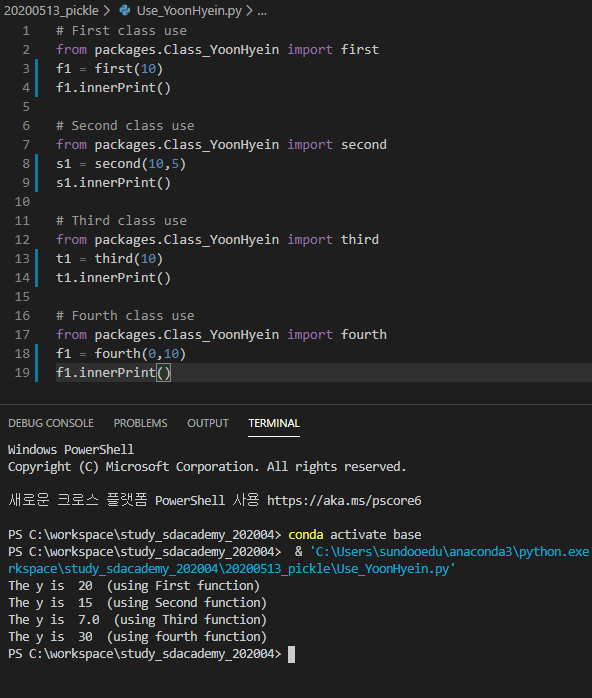 20200513_pickle > Use_YoonHyein.py > ...
1 # First class use
2 from packages.Class_YoonHyein import first
3 f1 = first(10)
4 f1.innerPrint()
5
6 # Second class use
7 from packages.Class_YoonHyein import second
8 s1 = second(10,5)
9 s1.innerPrint()
10
11 # Third class use
12 from packages.Class_YoonHyein import third
13 t1 = third(10)
14 t1.innerPrint()
15
16 # Fourth class use
17 from packages.Class_YoonHyein import fourth
18 f1 = fourth(0,10)
19 f1.innerPrint()
DEBUG CONSOLE PROBLEMS OUTPUT TERMINAL
Windows PowerShell
Copyright (C) Microsoft Corporation. All rights reserved.
새로운 크로스 플랫폼 PowerShell 사용 https://aka.ms/pscore6
PS C:\workspace\study_sdacademy_202004> conda activate base
PS C:\workspace\study_sdacademy_202004> & 'C:\Users\sundooedu\anaconda3\python.exe
rkspace\study_sdacademy_202004\20200513_pickle\Use_YoonHyein.py'
The y is  20  (using First function)
The y is  15  (using Second function)
The y is  7.0  (using Third function)
The y is  30  (using fourth function)
PS C:\workspace\study_sdacademy_202004>